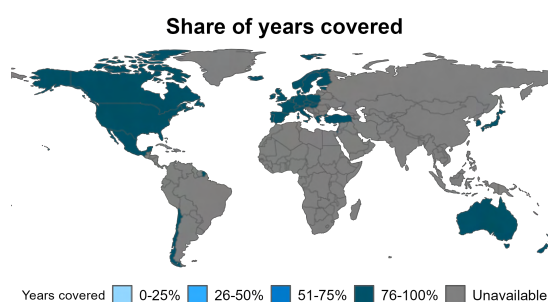 Share of years covered
Years covered 0-25% 26-50% 51-75% 76-100% Unavailable